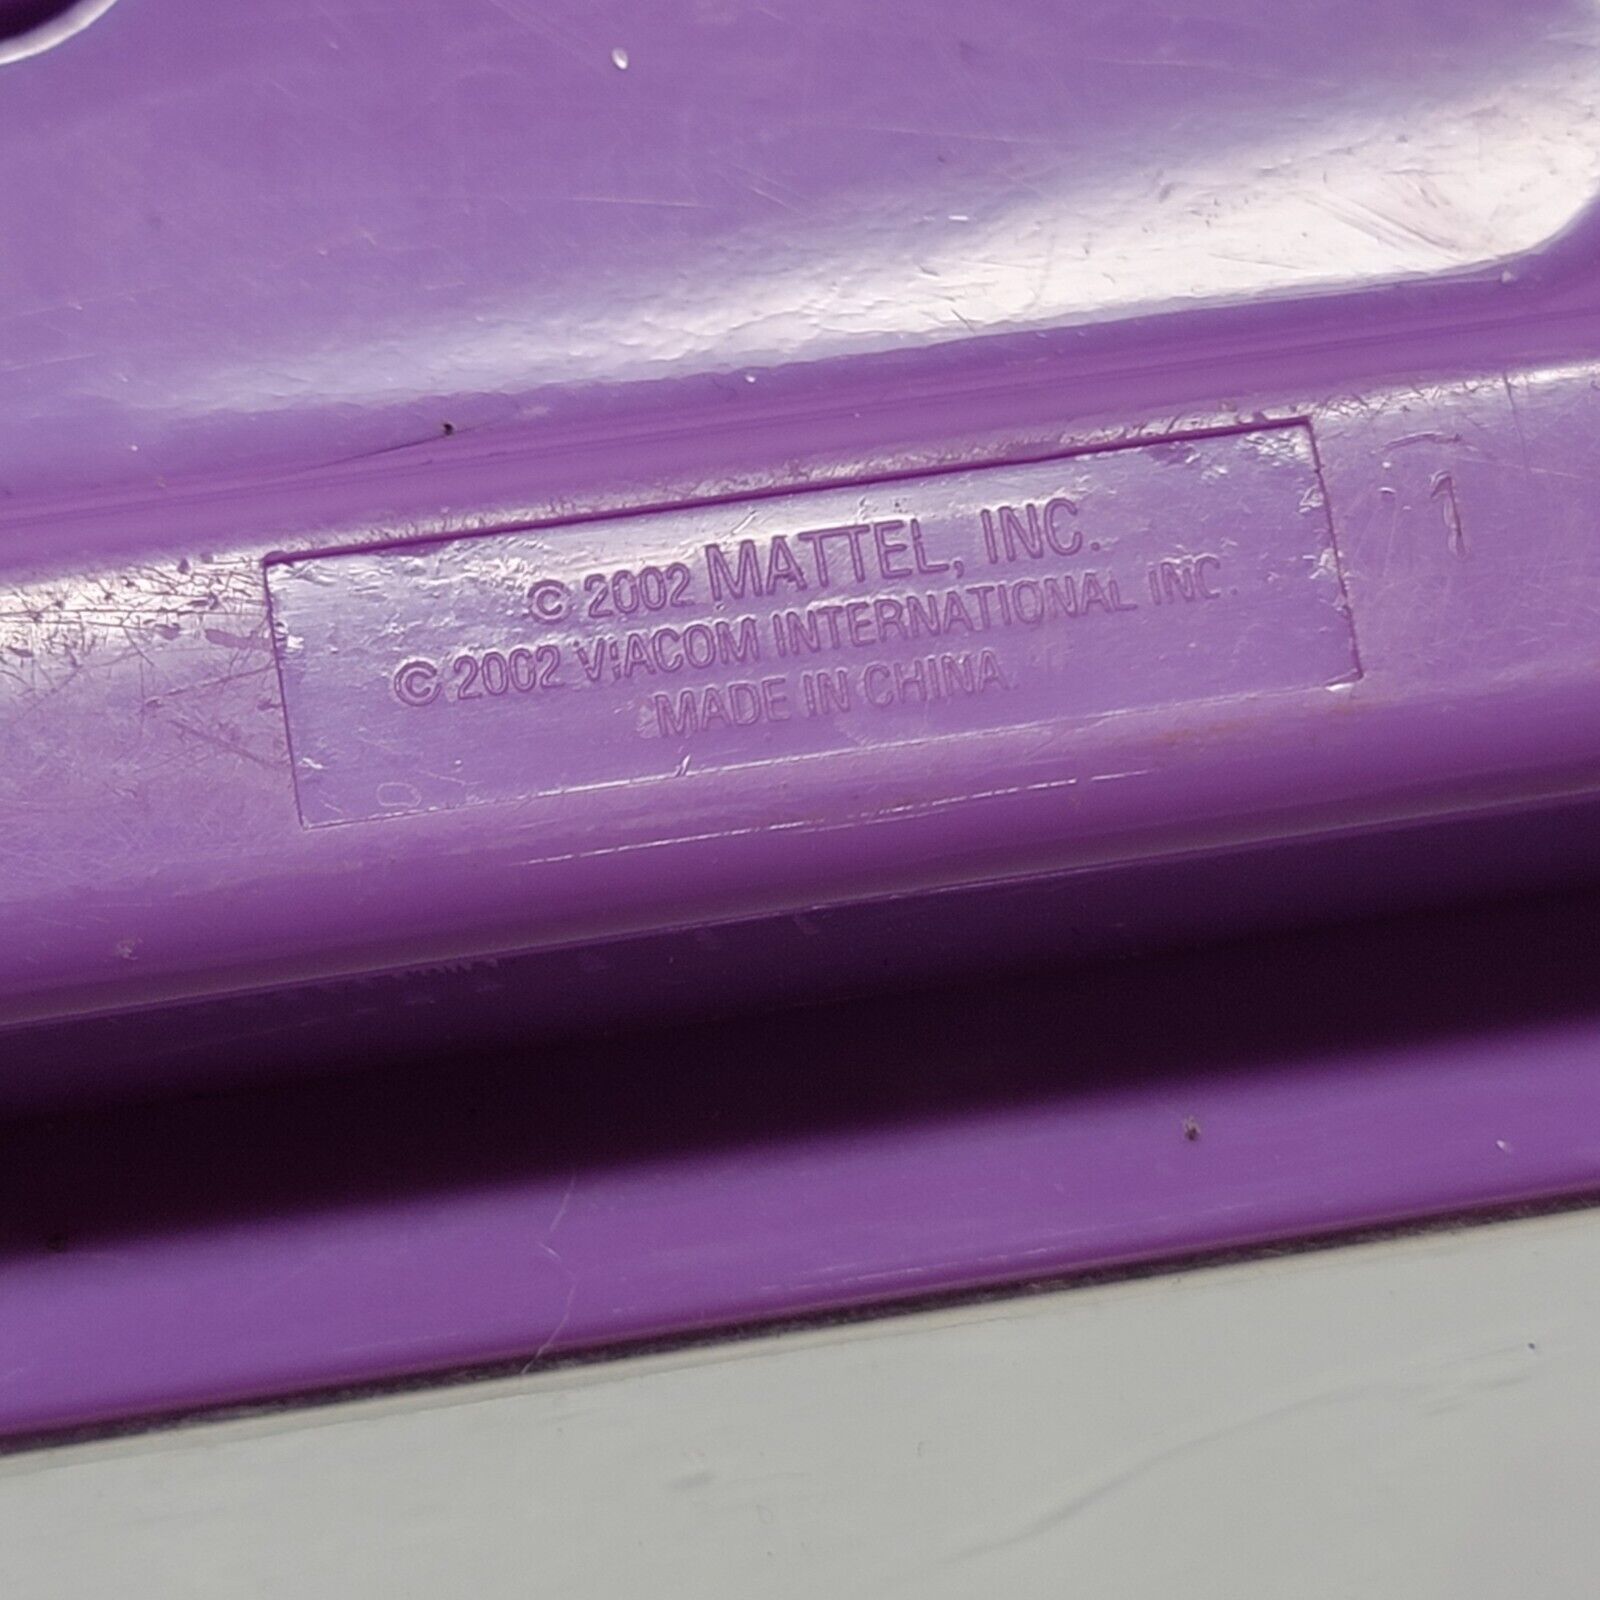 © 2002 MATTEL, INC.
© 2002 VIACOM INTERNATIONAL INC.
MADE IN CHINA.
1